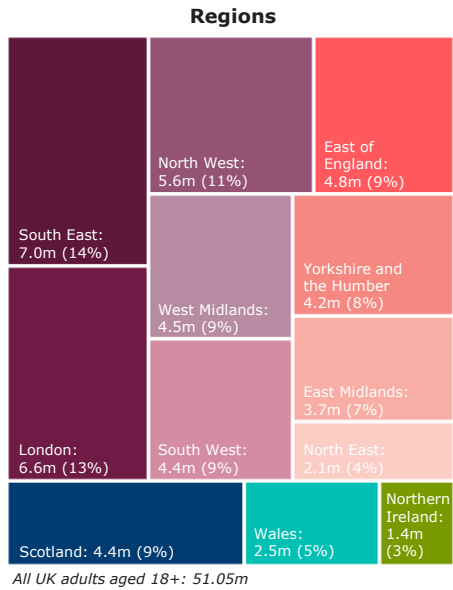 Regions
North West:
5.6m (11%)
East of
England:
4.8m (9%)
South East:
7.0m (14%)
Yorkshire and
the Humber
4.2m (8%)
West Midlands:
4.5m (9%)
East Midlands:
3.7m (7%)
London:
6.6m (13%)
South West:
4.4m (9%)
North East:
2.1m (4%)
Scotland: 4.4m (9%)
Wales:
2.5m (5%)
Northern
Ireland:
1.4m
(3%)
All UK adults aged 18+: 51.05m